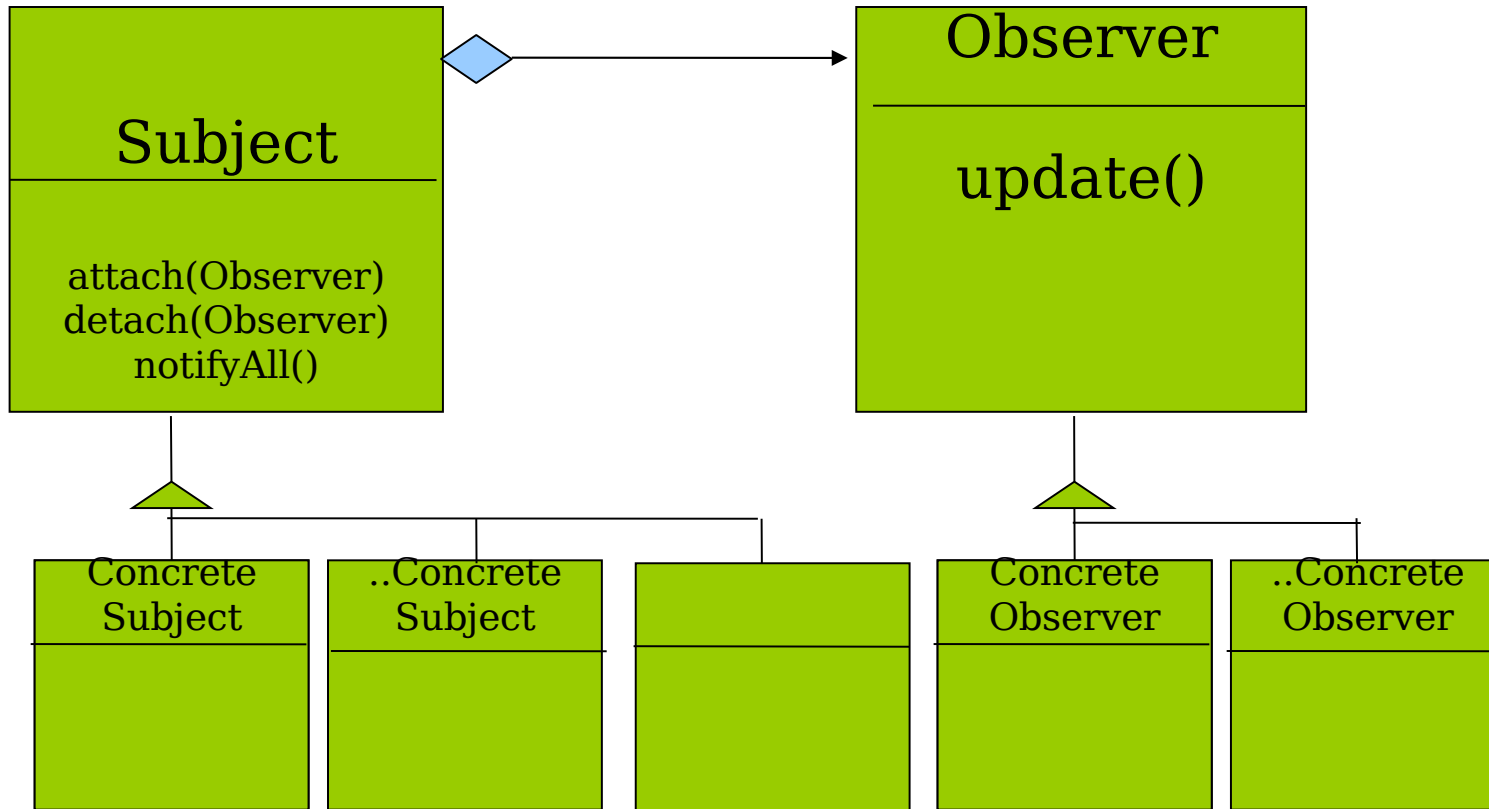 Subject
attach(Observer)
detach(Observer)
notifyAll()
Observer
update()
Concrete
Subject
..Concrete
Subject
Concrete
Observer
..Concrete
Observer